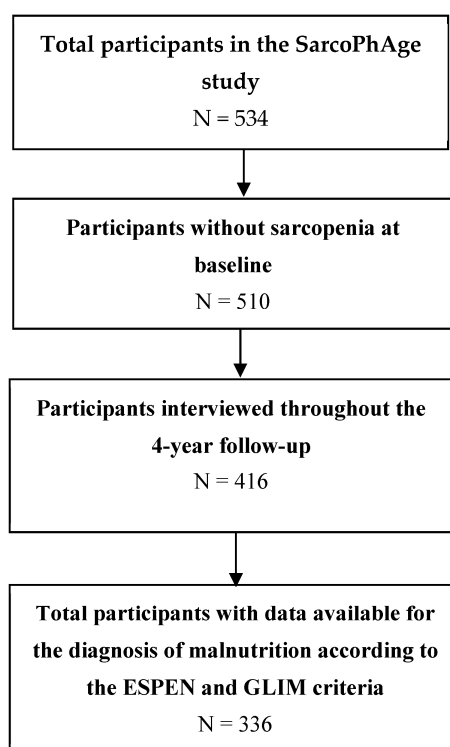 Total participants in the SarcoPhAge
study
N = 534
Participants without sarcopenia at
baseline
N = 510
Participants interviewed throughout the
4-year follow-up
N = 416
Total participants with data available for
the diagnosis of malnutrition according to
the ESPEN and GLIM criteria
N = 336